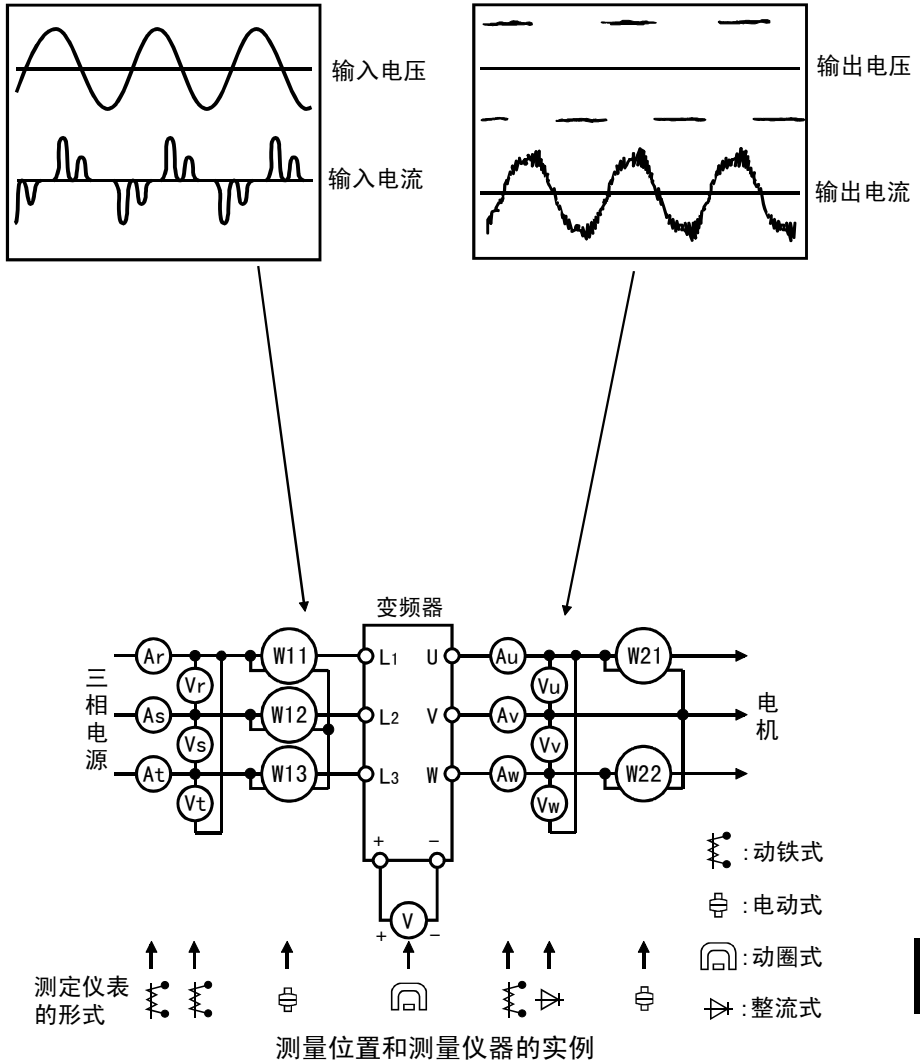 输入电压
输入电流
输出电压
输出电流
变频器
三相电源
Ar
As
At
Vr
Vs
Vt
W11
W12
W13
L1
L2
L3
U
V
W
Au
Av
Aw
Vu
Vv
Vw
W21
W22
电机
+ −
V
+ −
:动铁式
:电动式
:动圈式
:整流式
测定仪表
的形式
测量位置和测量仪器的实例